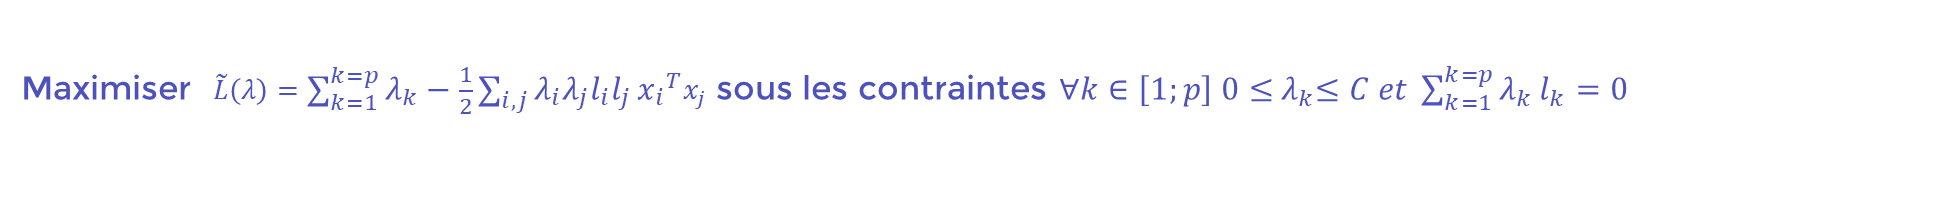 Maximiser L̃(λ) = ∑_{k=1}^{k=p} λ_k − 1/2 ∑_{i,j} λ_i λ_j l_i l_j x_i^T x_j sous les contraintes ∀k ∈ [1; p] 0 ≤ λ_k ≤ C et ∑_{k=1}^{k=p} λ_k l_k = 0